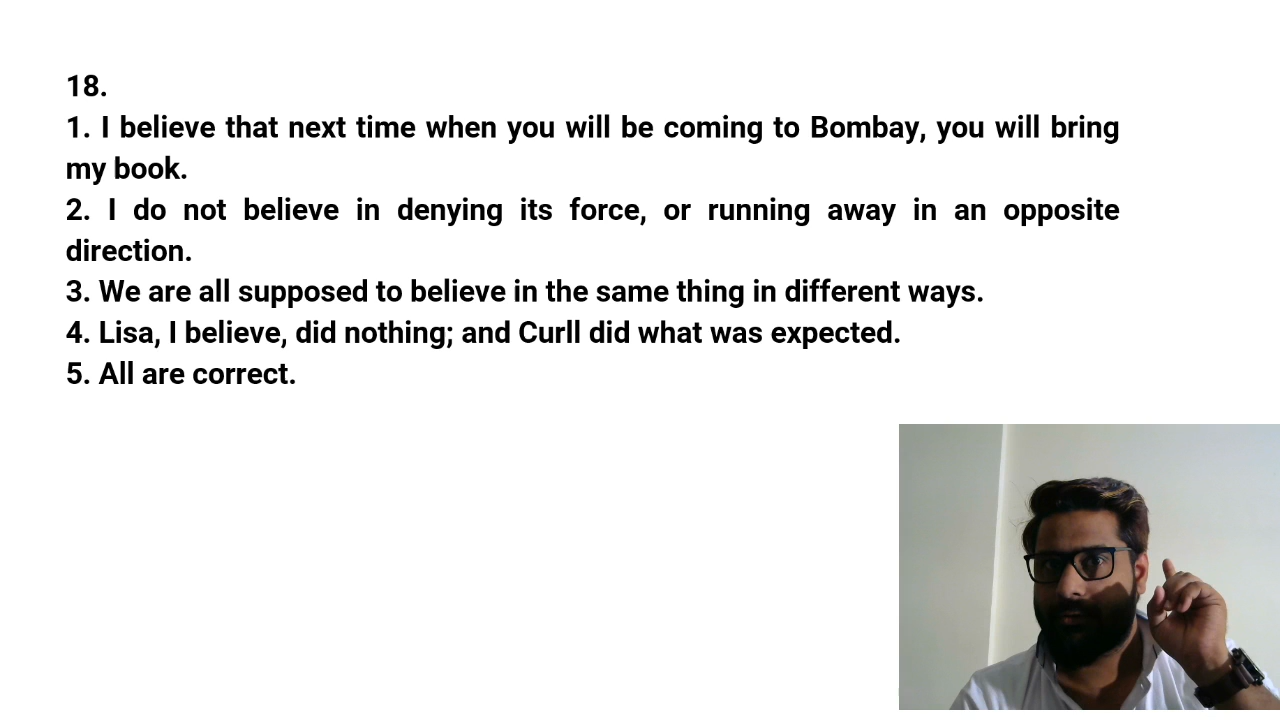 18.
1. I believe that next time when you will be coming to Bombay, you will bring
my book.
2. I do not believe in denying its force, or running away in an opposite
direction.
3. We are all supposed to believe in the same thing in different ways.
4. Lisa, I believe, did nothing; and Curll did what was expected.
5. All are correct.